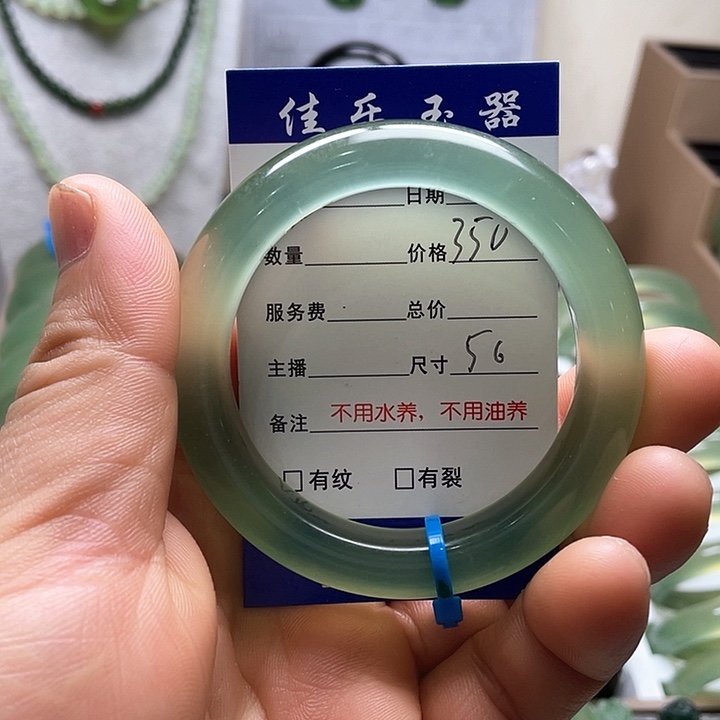 佳氏玉器
日期
数量 价格 350
服务费 总价
主播 尺寸 56
备注 不用水养,不用油养
□有纹 □有裂